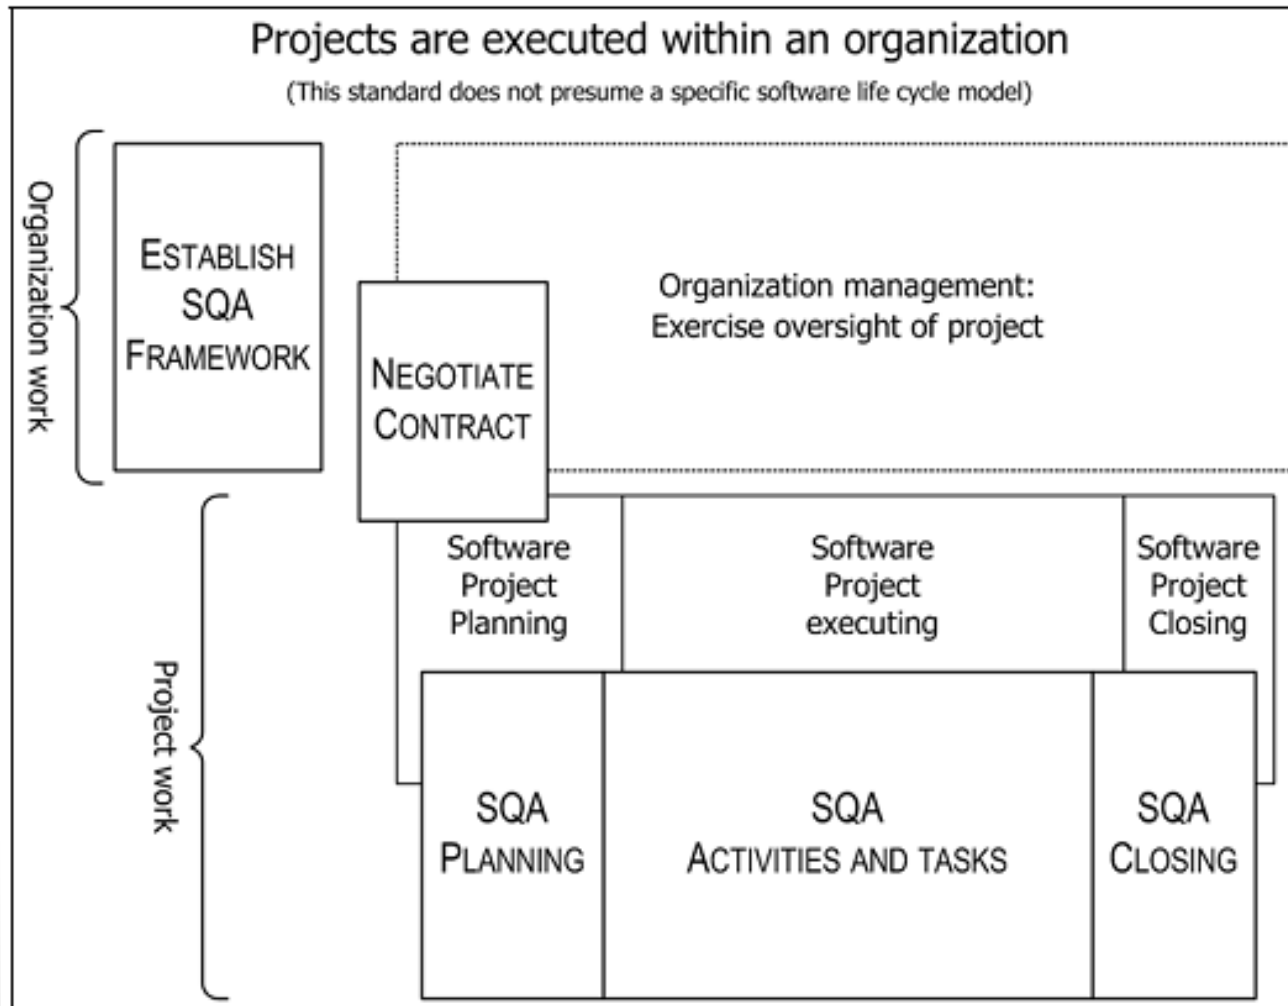 Projects are executed within an organization
(This standard does not presume a specific software life cycle model)
Organization work
ESTABLISH
SQA
FRAMEWORK
Organization management:
Exercise oversight of project
NEGOTIATE
CONTRACT
Project work
Software
Project
Planning
Software
Project
executing
Software
Project
Closing
SQA
PLANNING
SQA
ACTIVITIES AND TASKS
SQA
CLOSING